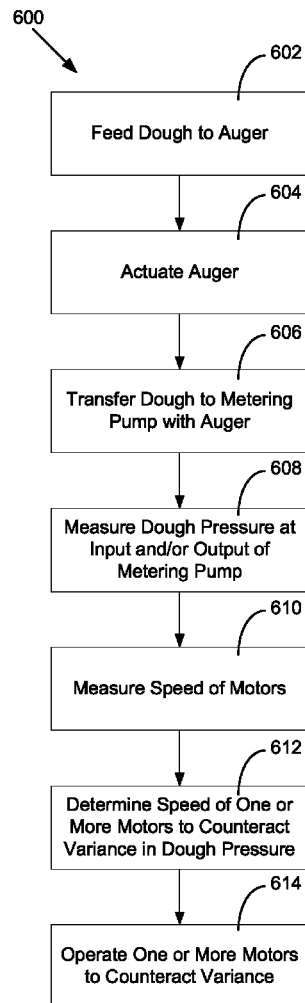 600
602
Feed Dough to Auger
604
Actuate Auger
606
Transfer Dough to Metering
Pump with Auger
608
Measure Dough Pressure at
Input and/or Output of
Metering Pump
610
Measure Speed of Motors
612
Determine Speed of One or
More Motors to Counteract
Variance in Dough Pressure
614
Operate One or More Motors
to Counteract Variance